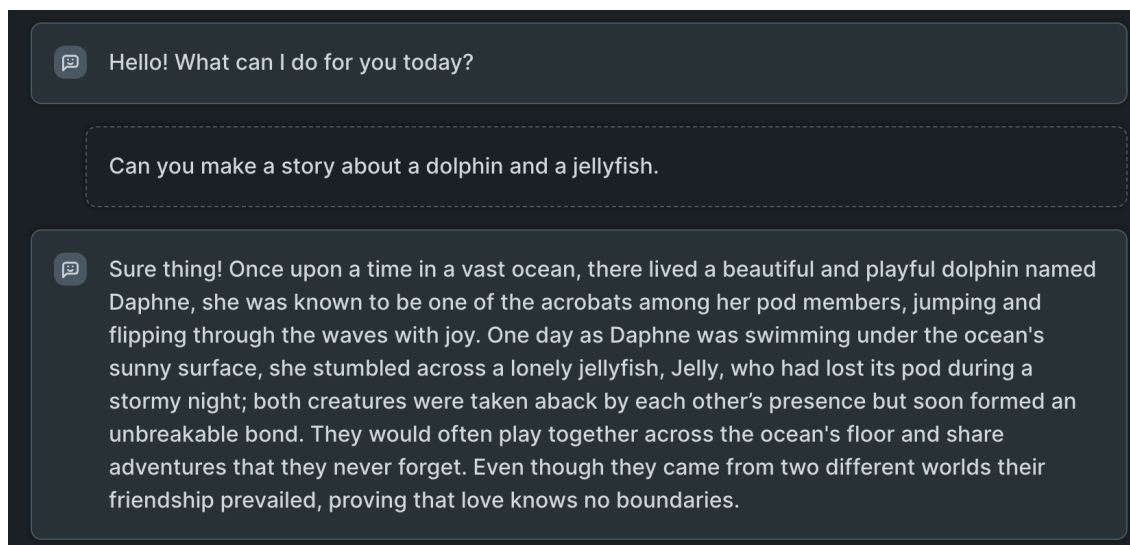 Hello! What can I do for you today?
Can you make a story about a dolphin and a jellyfish.
Sure thing! Once upon a time in a vast ocean, there lived a beautiful and playful dolphin named
Daphne, she was known to be one of the acrobats among her pod members, jumping and
flipping through the waves with joy. One day as Daphne was swimming under the ocean's
sunny surface, she stumbled across a lonely jellyfish, Jelly, who had lost its pod during a
stormy night; both creatures were taken aback by each other’s presence but soon formed an
unbreakable bond. They would often play together across the ocean's floor and share
adventures that they never forget. Even though they came from two different worlds their
friendship prevailed, proving that love knows no boundaries.